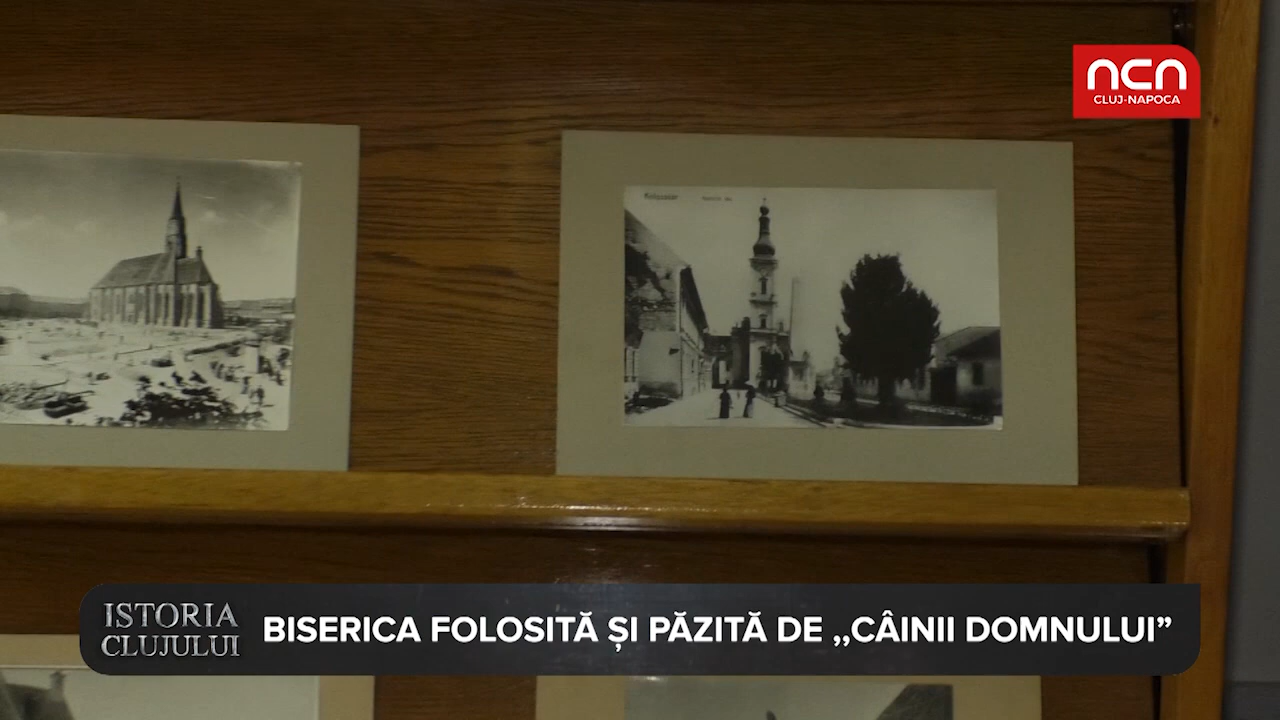 ncn
CLUJ-NAPOCA
ISTORIA
CLUJULUI
BISERICA FOLOSITĂ ȘI PĂZITĂ DE ,,CÂINII DOMNULUI”